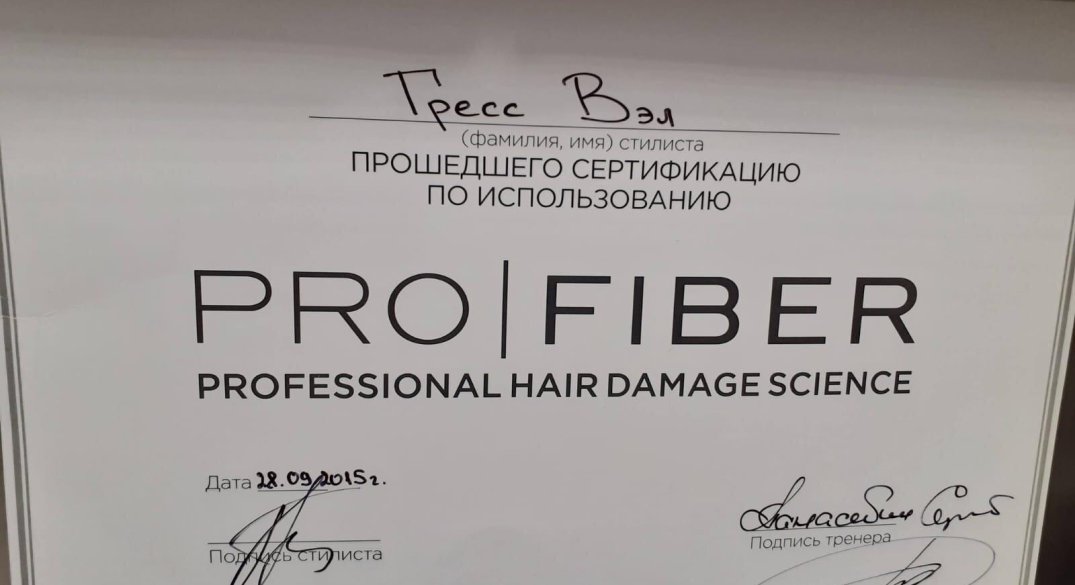 Гресс Вэл
(фамилия, имя) стилиста
ПРОШЕДШЕГО СЕРТИФИКАЦИЮ
ПО ИСПОЛЬЗОВАНИЮ
PRO|FIBER
PROFESSIONAL HAIR DAMAGE SCIENCE
Дата 28.09.2015г.
Подпись стилиста
Подпись тренера